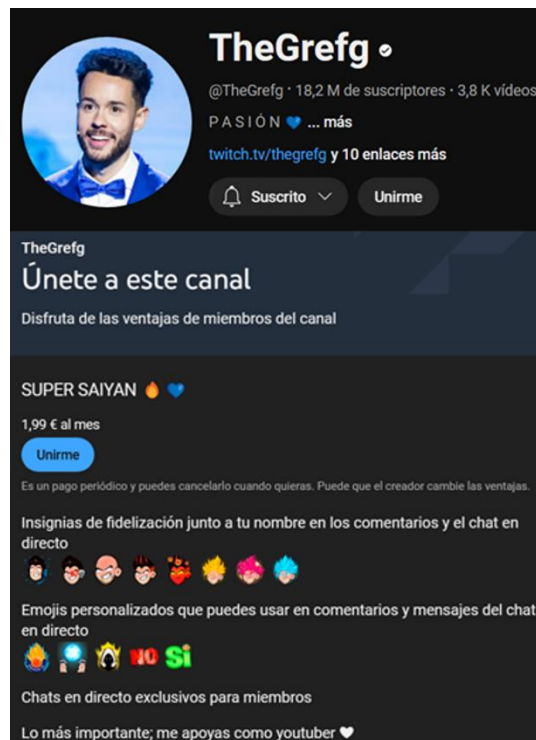 TheGrefg
@TheGrefg · 18,2 M de suscriptores · 3,8 K vídeos
P A S I Ó N 💙 ... más
twitch.tv/thegrefg y 10 enlaces más
Suscrito
Unirme
TheGrefg
Únete a este canal
Disfruta de las ventajas de miembros del canal
SUPER SAIYAN 🔥 💙
1,99 € al mes
Unirme
Es un pago periódico y puedes cancelarlo cuando quieras. Puede que el creador cambie las ventajas.
Insignias de fidelización junto a tu nombre en los comentarios y el chat en
directo
Emojis personalizados que puedes usar en comentarios y mensajes del chat
en directo
NO Sí
Chats en directo exclusivos para miembros
Lo más importante; me apoyas como youtuber 🤍